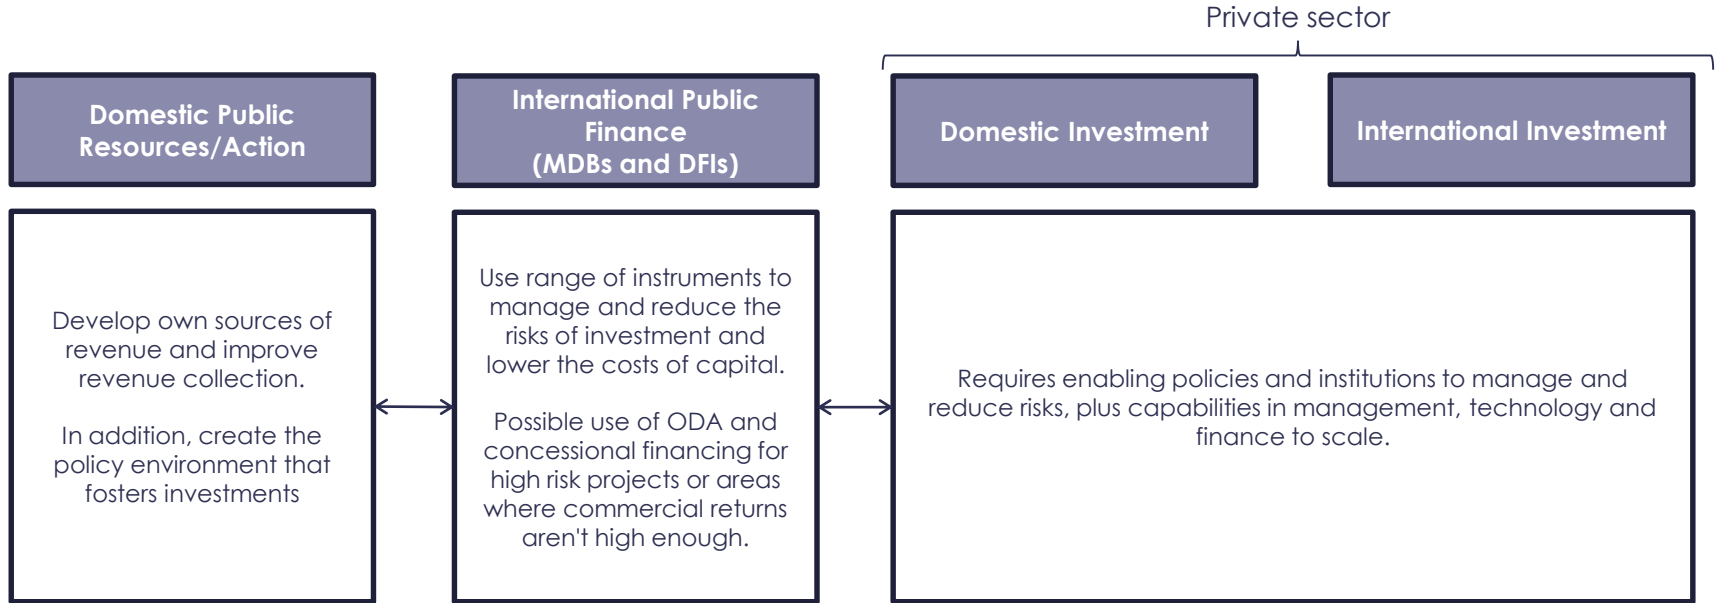 Private sector
Domestic Public
Resources/Action
International Public
Finance
(MDBs and DFIs)
Domestic Investment
International Investment
Develop own sources of
revenue and improve
revenue collection.
In addition, create the
policy environment that
fosters investments
Use range of instruments to
manage and reduce the
risks of investment and
lower the costs of capital.
Possible use of ODA and
concessional financing for
high risk projects or areas
where commercial returns
aren't high enough.
Requires enabling policies and institutions to manage and
reduce risks, plus capabilities in management, technology and
finance to scale.